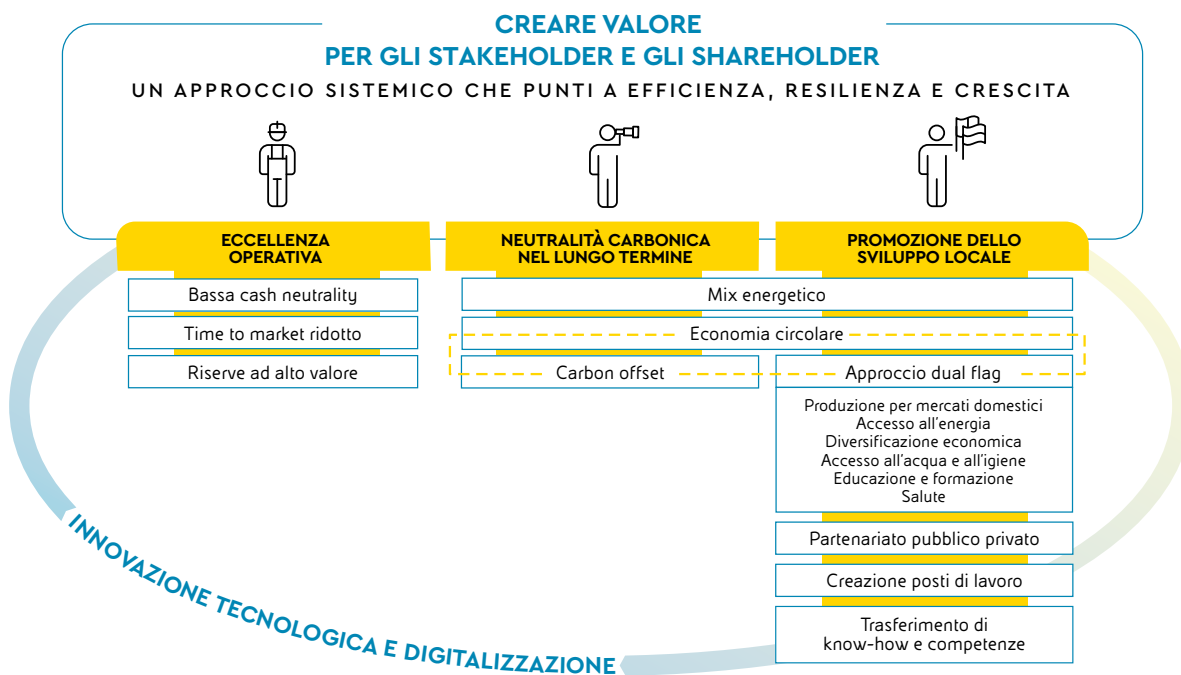 CREARE VALORE
PER GLI STAKEHOLDER E GLI SHAREHOLDER
UN APPROCCIO SISTEMICO CHE PUNTI A EFFICIENZA, RESILIENZA E CRESCITA
ECCELLENZA
OPERATIVA
Bassa cash neutrality
Time to market ridotto
Riserve ad alto valore
NEUTRALITÀ CARBONICA
NEL LUNGO TERMINE
PROMOZIONE DELLO
SVILUPPO LOCALE
Mix energetico
Economia circolare
Carbon offset
Approccio dual flag
Produzione per mercati domestici
Accesso all'energia
Diversificazione economica
Accesso all'acqua e all'igiene
Educazione e formazione
Salute
Partenariato pubblico privato
Creazione posti di lavoro
Trasferimento di
know-how e competenze
INNOVAZIONE TECNOLOGICA E DIGITALIZZAZIONE